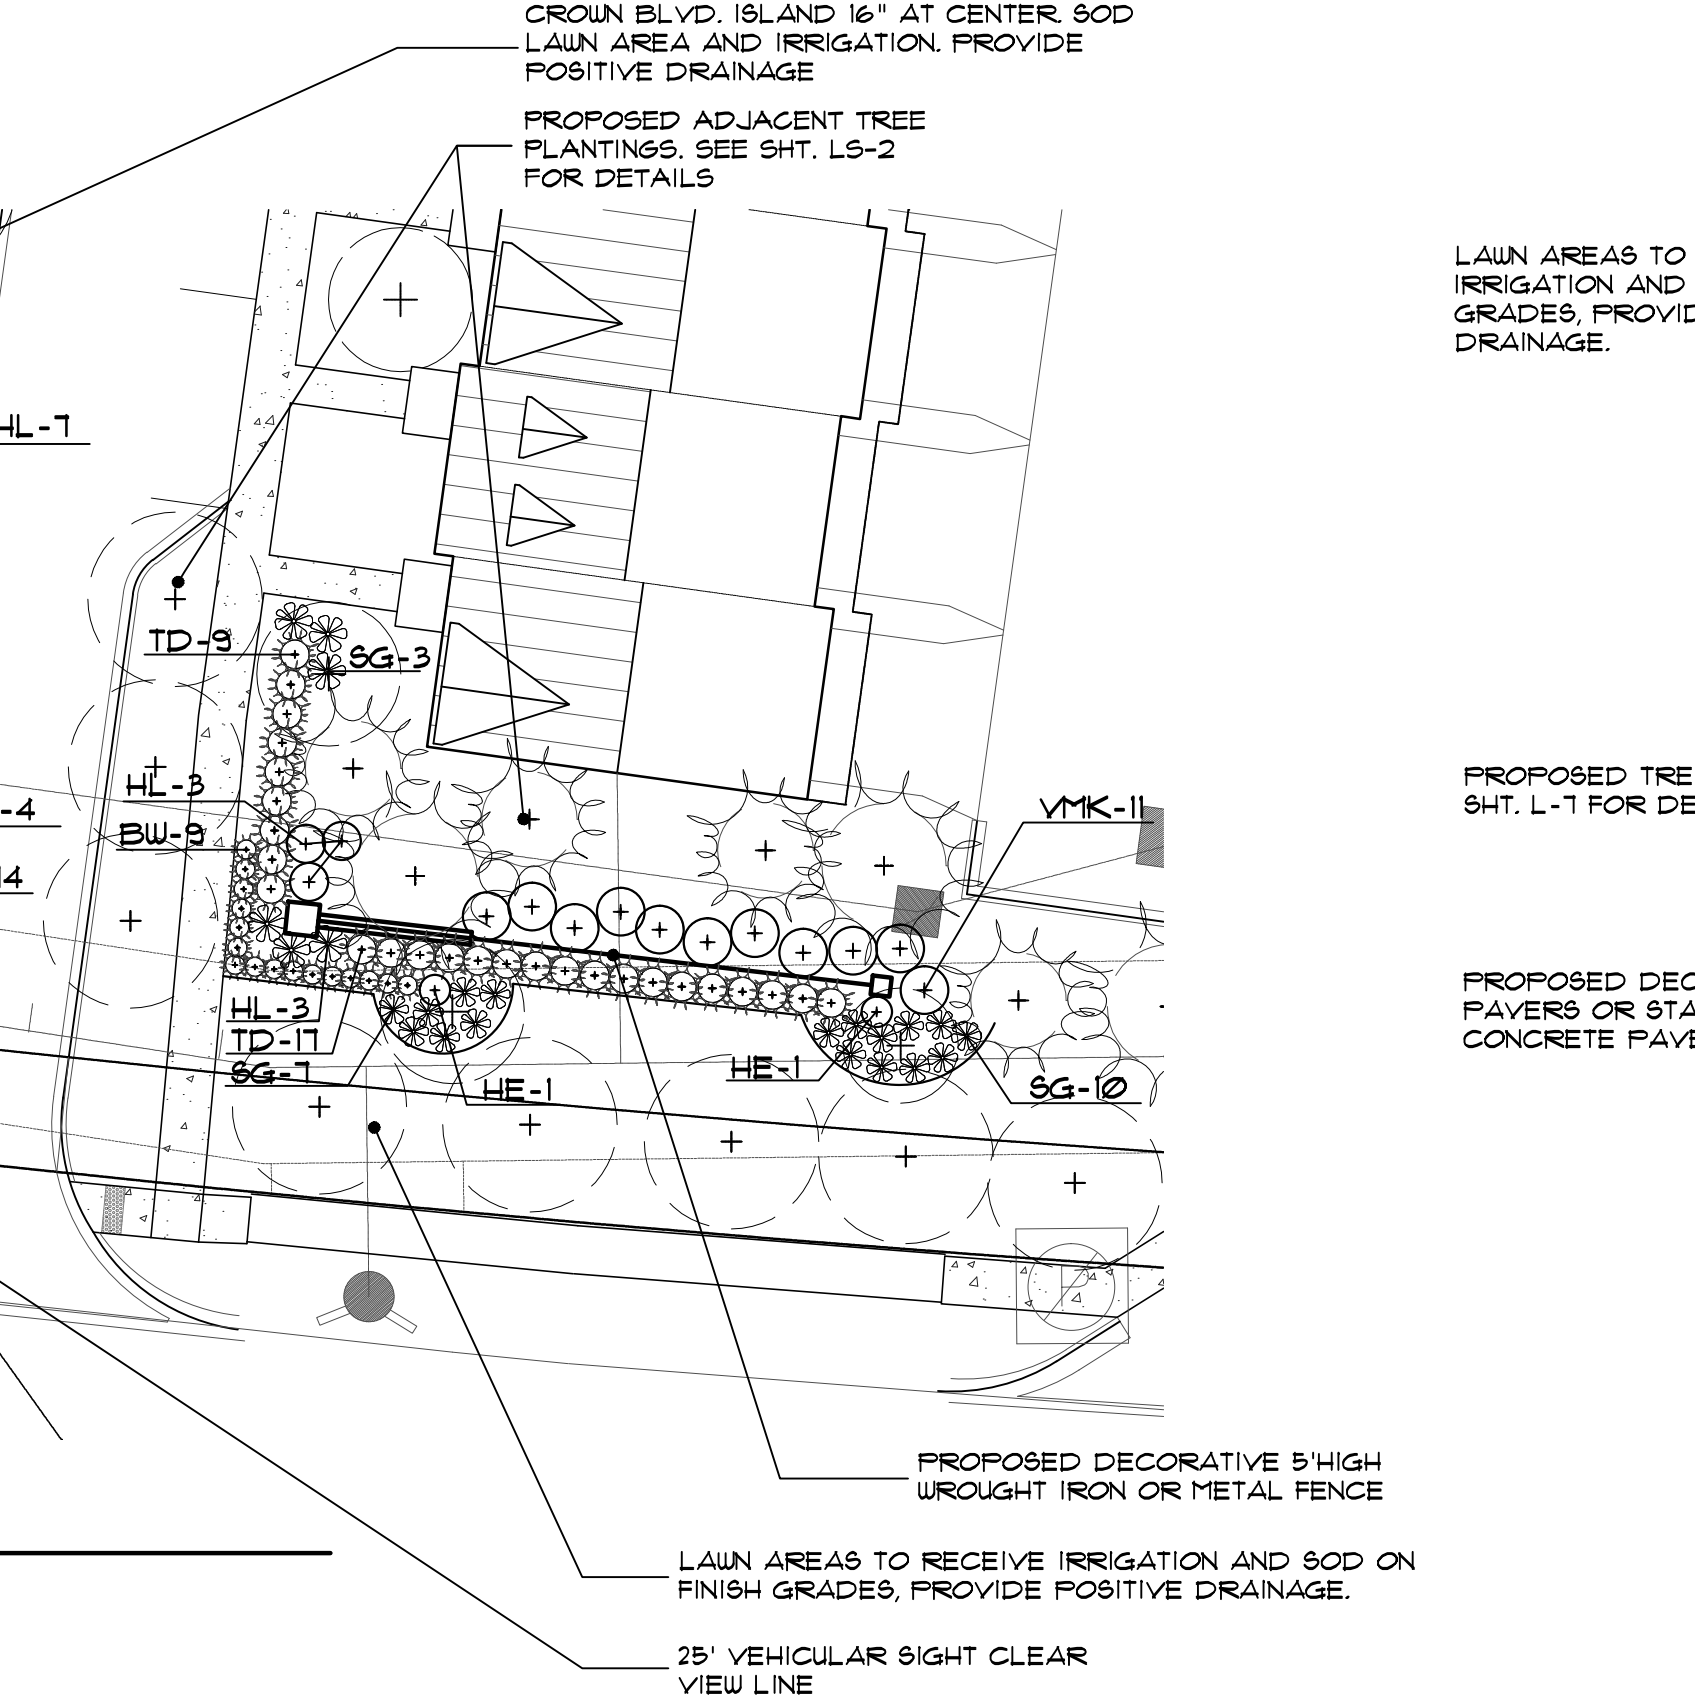 CROWN BLVD. ISLAND 16" AT CENTER. SOD
LAWN AREA AND IRRIGATION. PROVIDE
POSITIVE DRAINAGE
PROPOSED ADJACENT TREE
PLANTINGS. SEE SHT. LS-2
FOR DETAILS
LAWN AREAS TO
IRRIGATION AND
GRADES, PROVID
DRAINAGE.
HL-7
TD-9
SG-3
HL-3
-4
BW-9
14
VMK-11
PROPOSED TRE
SHT. L-7 FOR DE
PROPOSED DEC
PAVERS OR STA
CONCRETE PAVE
HL-3
TD-17
SG-7
HE-1
HE-1
SG-10
PROPOSED DECORATIVE 5'HIGH
WROUGHT IRON OR METAL FENCE
LAWN AREAS TO RECEIVE IRRIGATION AND SOD ON
FINISH GRADES, PROVIDE POSITIVE DRAINAGE.
25' VEHICULAR SIGHT CLEAR
VIEW LINE